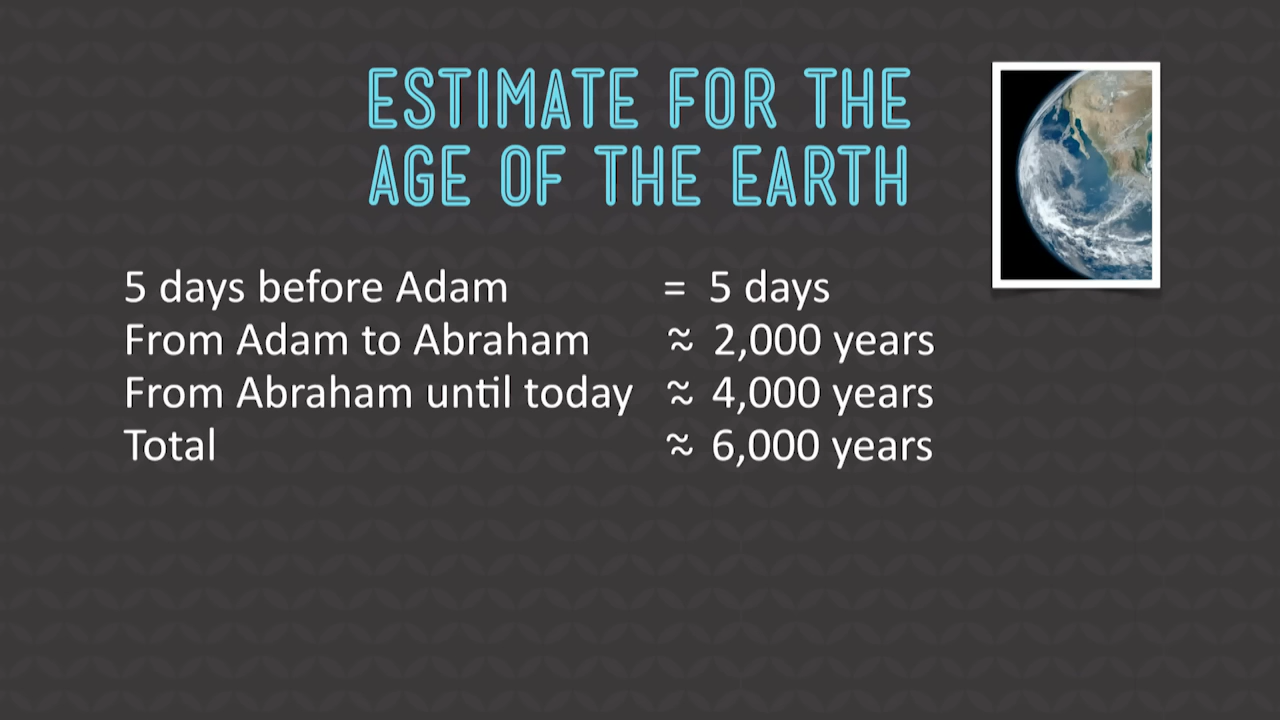 ESTIMATE FOR THE
AGE OF THE EARTH
5 days before Adam = 5 days
From Adam to Abraham ≈ 2,000 years
From Abraham until today ≈ 4,000 years
Total ≈ 6,000 years